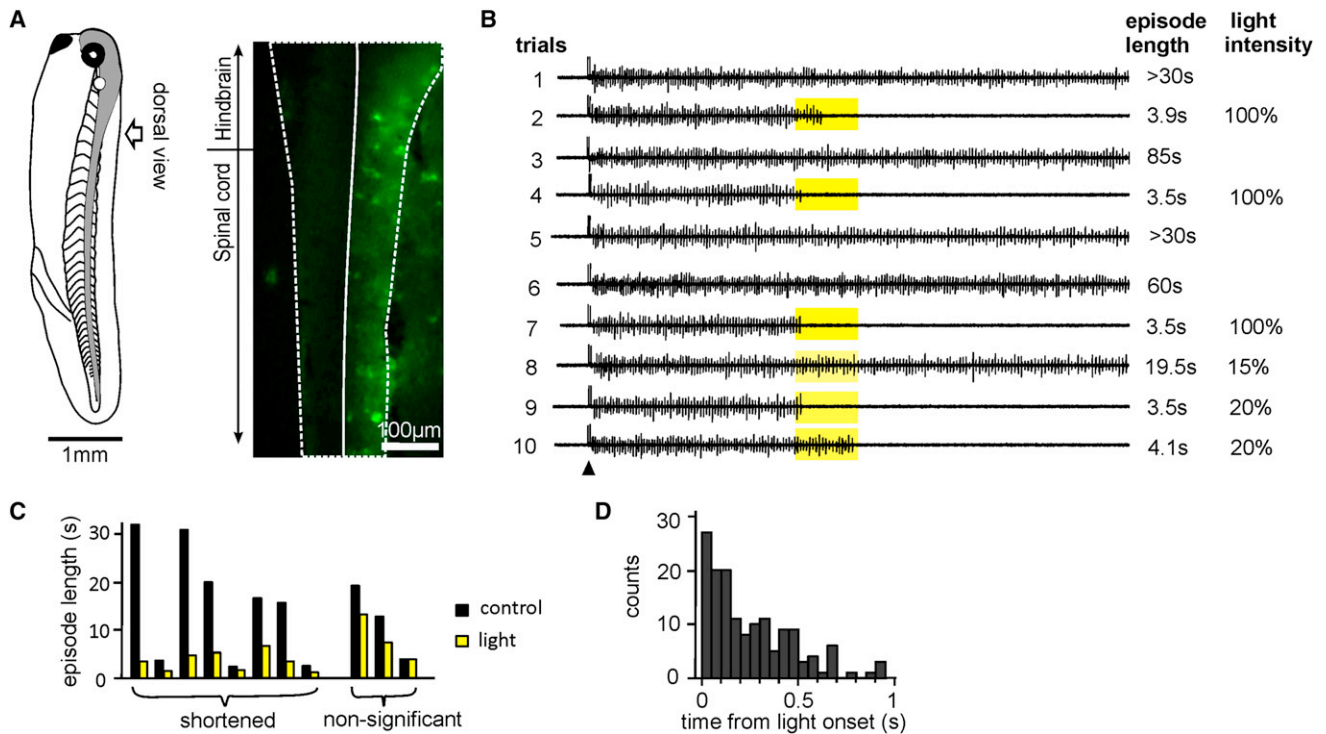 A
dorsal view
1mm
Hindbrain
Spinal cord
100µm
B
trials
episode length
light intensity
1 >30s
2 3.9s 100%
3 85s
4 3.5s 100%
5 >30s
6 60s
7 3.5s 100%
8 19.5s 15%
9 3.5s 20%
10 4.1s 20%
C
episode length (s)
30
20
10
0
control
light
shortened
non-significant
D
counts
30
20
10
0
0 0.5 1
time from light onset (s)